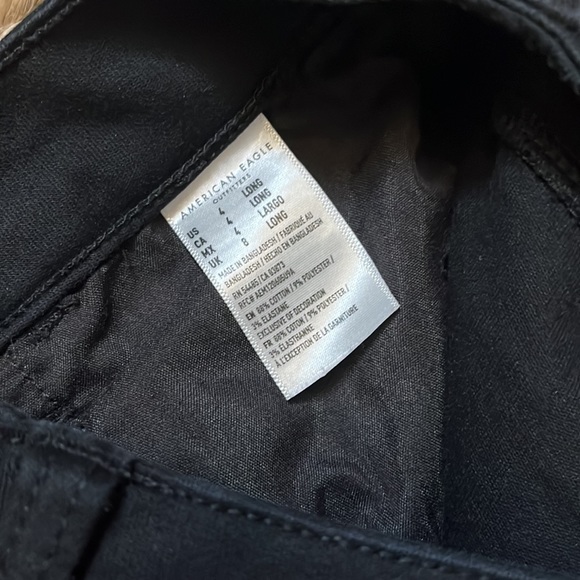 AMERICAN EAGLE
OUTFITTERS
US 4 LONG
CA 4 LONG
MX 4 LARGO
UK 8 LONG
MADE IN BANGLADESH / FABRIQUÉ AU
BANGLADESH / HECHO EN BANGLADESH
RN 54485 / CA 03073
RFC# AEM12060509A
EN 88% COTTON / 9% POLYESTER /
3% ELASTANE
EXCLUSIVE OF DECORATION
FR 88% COTON / 9% POLYESTER /
3% ÉLASTHANNE
À L'EXCEPTION DE LA GARNITURE